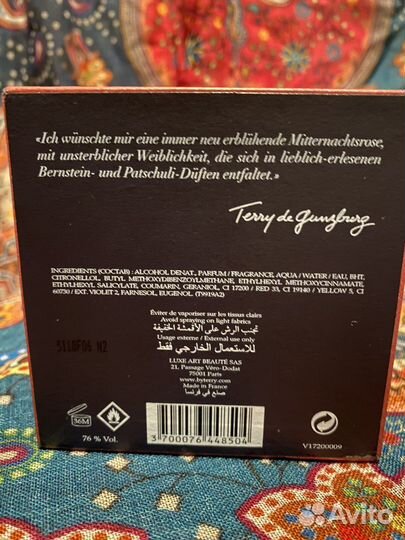 «Ich wünschte mir eine immer neu erblühende Mitternachtsrose,
mit unsterblicher Weiblichkeit, die sich in lieblich-erlesenen
Bernstein- und Patschuli-Düften entfaltet.»
Terry de Gunzburg
INGREDIENTS (COCTAB) : ALCOHOL DENAT., PARFUM / FRAGRANCE, AQUA / WATER / EAU, BHT,
CITRONELLOL, BUTYL METHOXYDIBENZOYLMETHANE, ETHYLHEXYL METHOXYCINNAMATE,
ETHYLHEXYL SALICYLATE, COUMARIN, GERANIOL, CI 17200 / RED 33, CI 19140 / YELLOW 5, CI
60730 / EXT. VIOLET 2, FARNESOL, EUGENOL. (T9919A2)
Éviter de vaporiser sur les tissus clairs
Avoid spraying on light fabrics
تجنب الرش على الأقمشة الخفيفة
Usage externe / External use only
للاستعمال الخارجي فقط
311BF06 N2
LUXE ART BEAUTÉ SAS
21, Passage Véro-Dodat
75001 Paris
www.byterry.com
Made in France
صنع في فرنسا
36M
76 % Vol.
3 700076 448504
V17200009
Avito